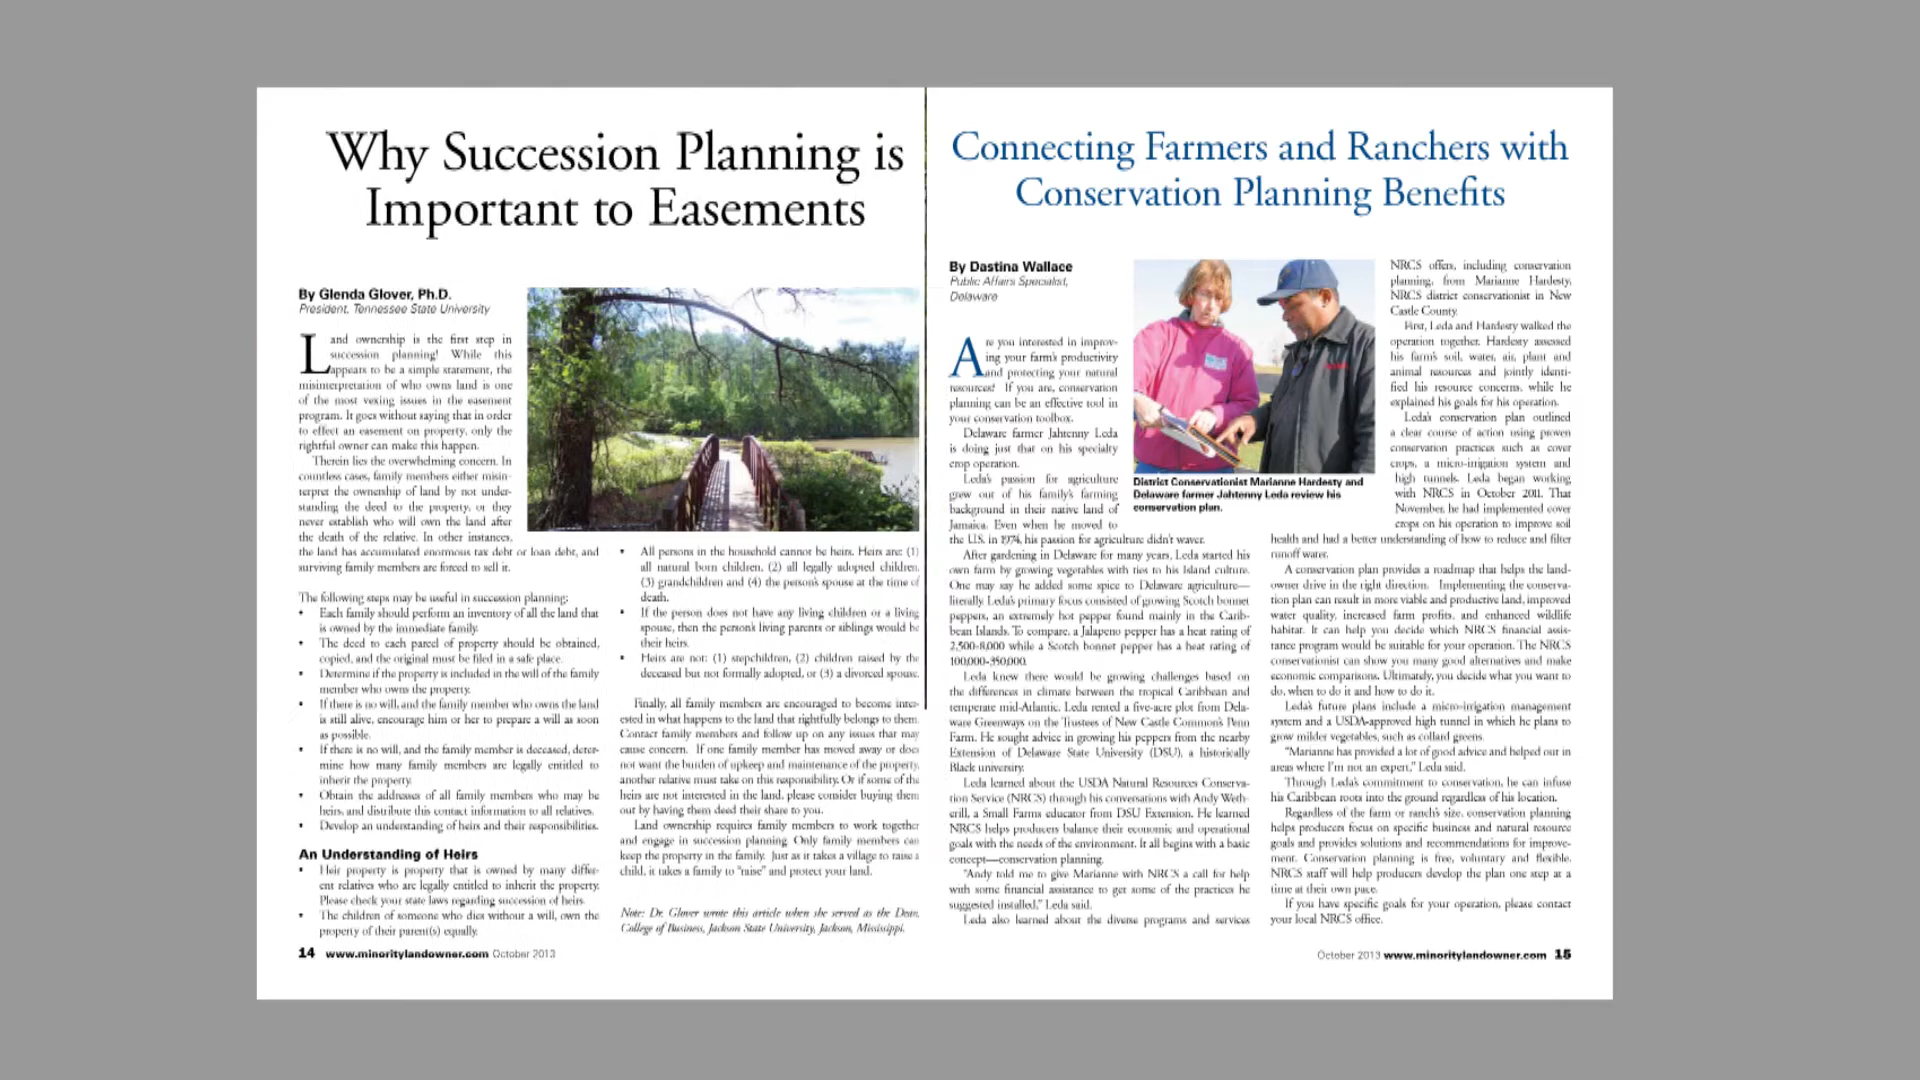 Why Succession Planning is
Important to Easements
By Glenda Glover, Ph.D.
President, Tennessee State University
Land ownership is the first step in
succession planning! While this
appears to be a simple statement, the
misinterpretation of who owns land is one
of the most vexing issues in the easement
program. It goes without saying that in order
to effect an easement on property, only the
rightful owner can make this happen.
Therein lies the overwhelming concern. In
countless cases, family members either misin-
terpret the ownership of land by not under-
standing the deed to the property, or they
never establish who will own the land after
the death of the relative. In other instances,
the land has accumulated enormous tax debt or loan debt, and
surviving family members are forced to sell it.
The following steps may be useful in succession planning:
• Each family should perform an inventory of all the land that
is owned by the immediate family.
• The deed to each parcel of property should be obtained,
copied, and the original must be filed in a safe place.
• Determine if the property is included in the will of the family
member who owns the property.
• If there is no will, and the family member who owns the land
is still alive, encourage him or her to prepare a will as soon
as possible.
• If there is no will, and the family member is deceased, deter-
mine how many family members are legally entitled to
inherit the property.
• Obtain the addresses of all family members who may be
heirs, and distribute this contact information to all relatives.
• Develop an understanding of heirs and their responsibilities.
An Understanding of Heirs
• Heir property is property that is owned by many differ-
ent relatives who are legally entitled to inherit the property.
Please check your state laws regarding succession of heirs.
• The children of someone who dies without a will, own the
property of their parent(s) equally.
• All persons in the household cannot be heirs. Heirs are: (1)
all natural born children, (2) all legally adopted children,
(3) grandchildren and (4) the person's spouse at the time of
death.
• If the person does not have any living children or a living
spouse, then the person's living parents or siblings would be
their heirs.
• Heirs are not: (1) stepchildren, (2) children raised by the
deceased but not formally adopted, or (3) a divorced spouse.
Finally, all family members are encouraged to become inter-
ested in what happens to the land that rightfully belongs to them.
Contact family members and follow up on any issues that may
cause concern. If one family member has moved away or does
not want the burden of upkeep and maintenance of the property,
another relative must take on this responsibility. Or if some of the
heirs are not interested in the land, please consider buying them
out by having them deed their share to you.
Land ownership requires family members to work together
and engage in succession planning. Only family members can
keep the property in the family. Just as it takes a village to raise a
child, it takes a family to "raise" and protect your land.
Note: Dr. Glover wrote this article when she served as the Dean,
College of Business, Jackson State University, Jackson, Mississippi.
14 www.minoritylandowner.com October 2013
Connecting Farmers and Ranchers with
Conservation Planning Benefits
By Dastina Wallace
Public Affairs Specialist,
Delaware
Are you interested in improv-
ing your farm's productivity
and protecting your natural
resources? If you are, conservation
planning can be an effective tool in
your conservation toolbox.
Delaware farmer Jahtenny Leda
is doing just that on his specialty
crop operation.
Leda's passion for agriculture
grew out of his family's farming
background in their native land of
Jamaica. Even when he moved to
the U.S. in 1974, his passion for agriculture didn't waver.
After gardening in Delaware for many years, Leda started his
own farm by growing vegetables with ties to his Island culture.
One may say he added some spice to Delaware agriculture—
literally. Leda's primary focus consisted of growing Scotch bonnet
peppers, an extremely hot pepper found mainly in the Carib-
bean Islands. To compare, a Jalapeno pepper has a heat rating of
2,500-8,000 while a Scotch bonnet pepper has a heat rating of
100,000-350,000.
Leda knew there would be growing challenges based on
the differences in climate between the tropical Caribbean and
temperate mid-Atlantic. Leda rented a five-acre plot from Dela-
ware Greenways on the Trustees of New Castle Common's Penn
Farm. He sought advice in growing his peppers from the nearby
Extension of Delaware State University (DSU), a historically
Black university.
Leda learned about the USDA Natural Resources Conserva-
tion Service (NRCS) through his conversations with Andy Weth-
erill, a Small Farms educator from DSU Extension. He learned
NRCS helps producers balance their economic and operational
goals with the needs of the environment. It all begins with a basic
concept—conservation planning.
"Andy told me to give Marianne with NRCS a call for help
with some financial assistance to get some of the practices he
suggested installed," Leda said.
Leda also learned about the diverse programs and services
District Conservationist Marianne Hardesty and
Delaware farmer Jahtenny Leda review his
conservation plan.
NRCS offers, including conservation
planning, from Marianne Hardesty,
NRCS district conservationist in New
Castle County.
First, Leda and Hardesty walked the
operation together. Hardesty assessed
his farm's soil, water, air, plant and
animal resources and jointly identi-
fied his resource concerns, while he
explained his goals for his operation.
Leda's conservation plan outlined
a clear course of action using proven
conservation practices such as cover
crops, a micro-irrigation system and
high tunnels. Leda began working
with NRCS in October 2011. That
November, he had implemented cover
crops on his operation to improve soil
health and had a better understanding of how to reduce and filter
runoff water.
A conservation plan provides a roadmap that helps the land-
owner drive in the right direction. Implementing the conserva-
tion plan can result in more viable and productive land, improved
water quality, increased farm profits, and enhanced wildlife
habitat. It can help you decide which NRCS financial assis-
tance program would be suitable for your operation. The NRCS
conservationist can show you many good alternatives and make
economic comparisons. Ultimately, you decide what you want to
do, when to do it and how to do it.
Leda's future plans include a micro-irrigation management
system and a USDA-approved high tunnel in which he plans to
grow milder vegetables, such as collard greens.
"Marianne has provided a lot of good advice and helped out in
areas where I'm not an expert," Leda said.
Through Leda's commitment to conservation, he can infuse
his Caribbean roots into the ground regardless of his location.
Regardless of the farm or ranch's size, conservation planning
helps producers focus on specific business and natural resource
goals and provides solutions and recommendations for improve-
ment. Conservation planning is free, voluntary and flexible.
NRCS staff will help producers develop the plan one step at a
time at their own pace.
If you have specific goals for your operation, please contact
your local NRCS office.
October 2013 www.minoritylandowner.com 15